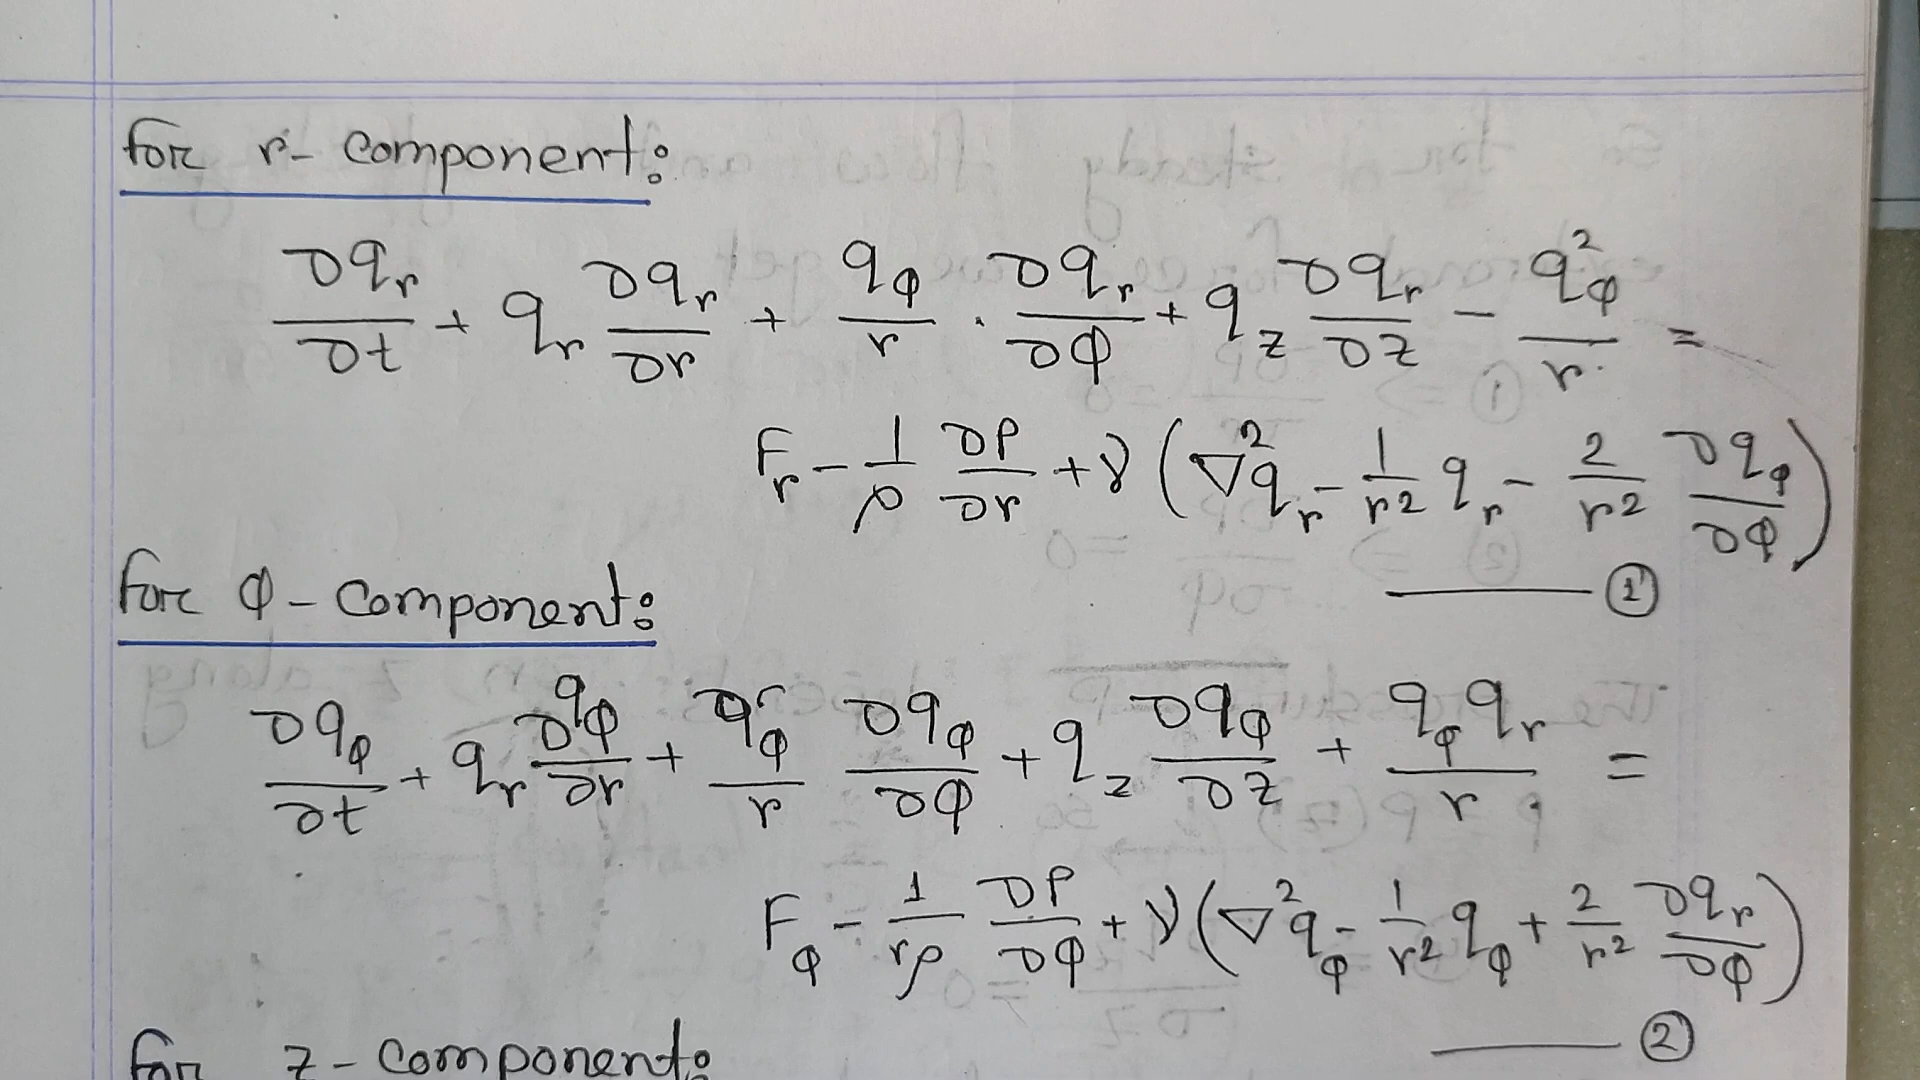 for r- component:
∂q_r/∂t + q_r ∂q_r/∂r + q_φ/r . ∂q_r/∂φ + q_z ∂q_r/∂z - q_φ²/r =
F_r - 1/ρ ∂P/∂r + ν (∇²q_r - 1/r² q_r - 2/r² ∂q_φ/∂φ)
—— ①
for φ - component:
∂q_φ/∂t + q_r ∂q_φ/∂r + q_φ/r ∂q_φ/∂φ + q_z ∂q_φ/∂z + q_φ q_r/r =
F_φ - 1/rρ ∂P/∂φ + ν (∇²q_φ - 1/r² q_φ + 2/r² ∂q_r/∂φ)
—— ②
for z - component: